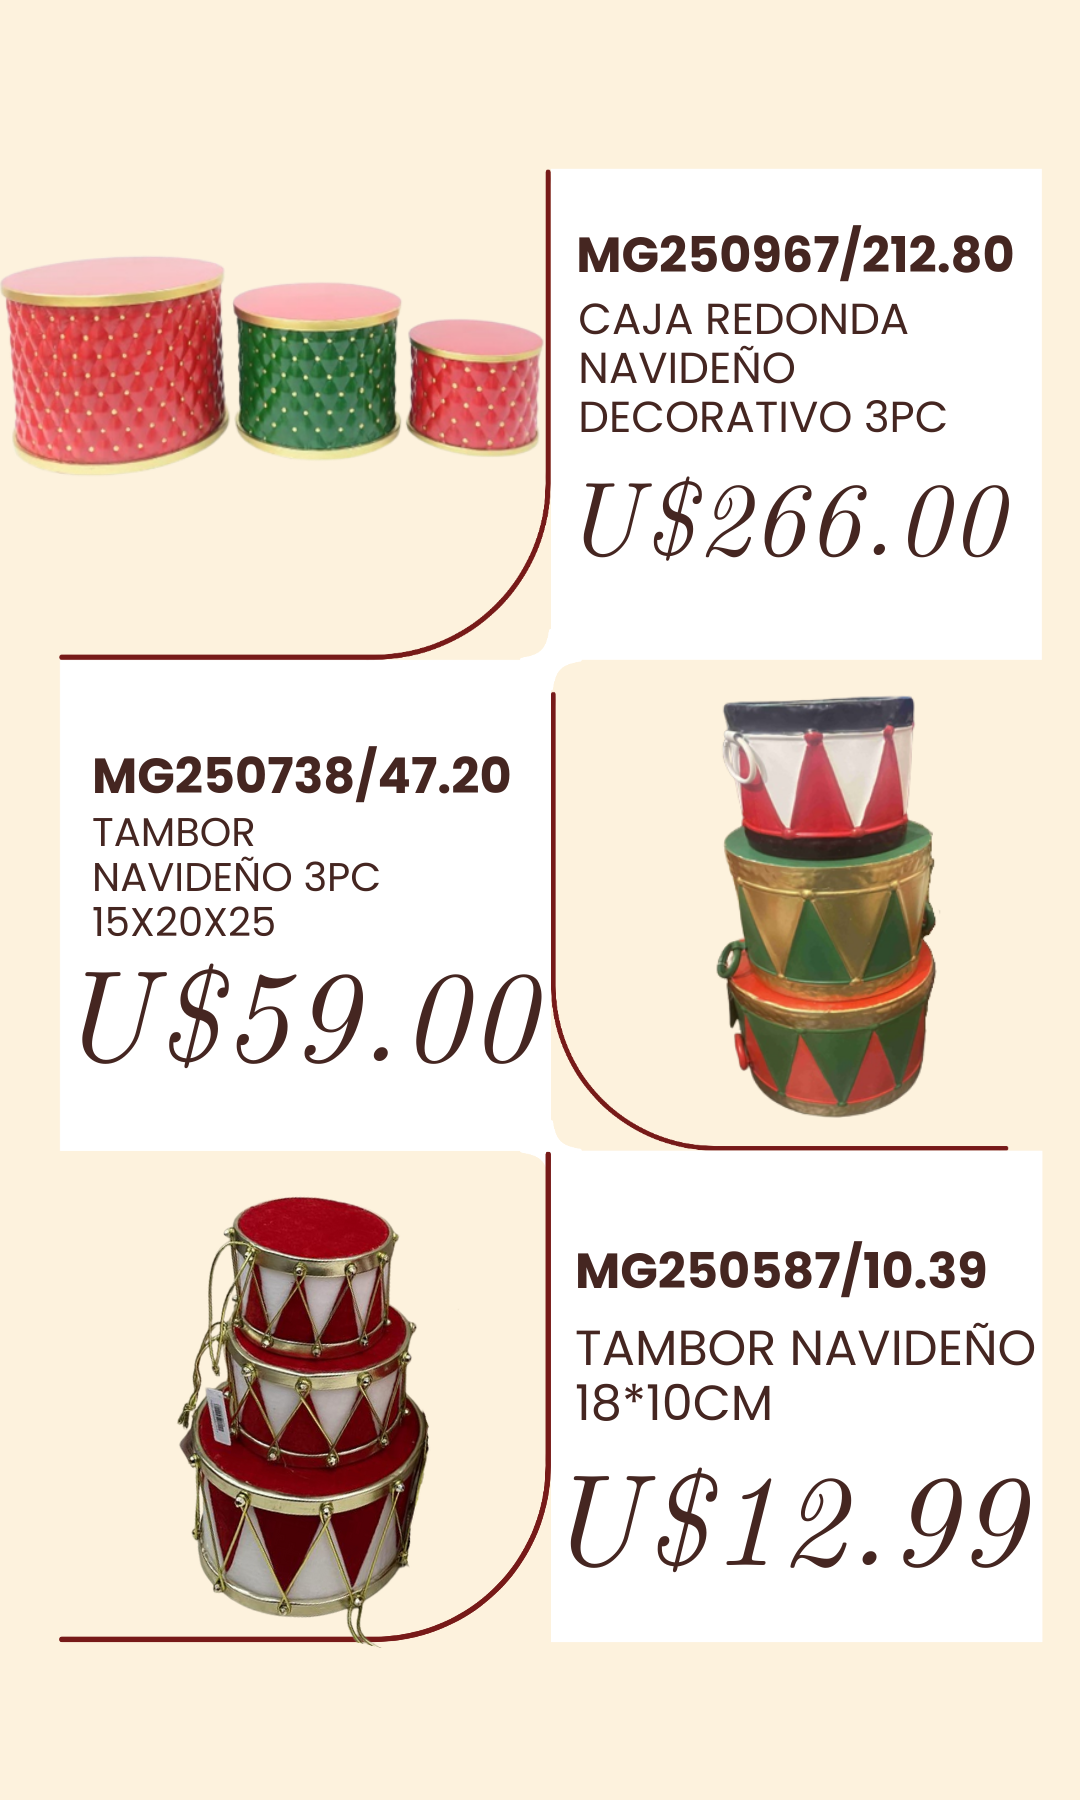 MG250967/212.80
CAJA REDONDA
NAVIDEÑO
DECORATIVO 3PC
U$266.00
MG250738/47.20
TAMBOR
NAVIDEÑO 3PC
15X20X25
U$59.00
MG250587/10.39
TAMBOR NAVIDEÑO
18*10CM
U$12.99